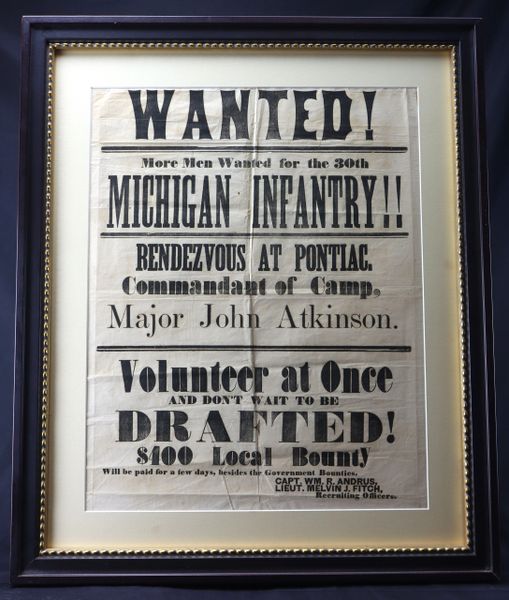 WANTED!
More Men Wanted for the 30th
MICHIGAN INFANTRY!!
RENDEZVOUS AT PONTIAC.
Commandant of Camp,
Major John Atkinson.
Volunteer at Once
AND DON'T WAIT TO BE
DRAFTED!
$400 Local Bounty
Will be paid for a few days, besides the Government Bounties.
CAPT. WM. R. ANDRUS,
LIEUT. MELVIN J. FITCH,
Recruiting Officers.